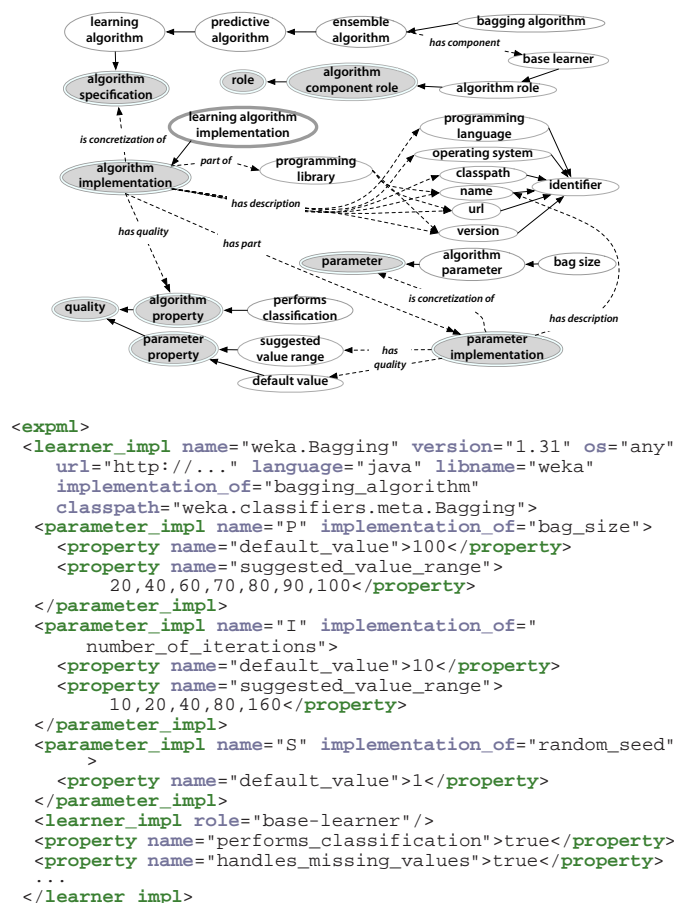 learning algorithm
predictive algorithm
ensemble algorithm
bagging algorithm
has component
base learner
algorithm specification
role
algorithm component role
algorithm role
learning algorithm implementation
programming language
is concretization of
part of
operating system
algorithm implementation
programming library
classpath
identifier
name
has description
url
version
has quality
has part
parameter
algorithm parameter
bag size
is concretization of
quality
algorithm property
performs classification
has description
parameter property
suggested value range
has quality
parameter implementation
default value
<expml>
<learner_impl name="weka.Bagging" version="1.31" os="any"
url="http://..." language="java" libname="weka"
implementation_of="bagging_algorithm"
classpath="weka.classifiers.meta.Bagging">
<parameter_impl name="P" implementation_of="bag_size">
<property name="default_value">100</property>
<property name="suggested_value_range">
20,40,60,70,80,90,100</property>
</parameter_impl>
<parameter_impl name="I" implementation_of="
number_of_iterations">
<property name="default_value">10</property>
<property name="suggested_value_range">
10,20,40,80,160</property>
</parameter_impl>
<parameter_impl name="S" implementation_of="random_seed"
>
<property name="default_value">1</property>
</parameter_impl>
<learner_impl role="base-learner"/>
<property name="performs_classification">true</property>
<property name="handles_missing_values">true</property>
...
</learner_impl>